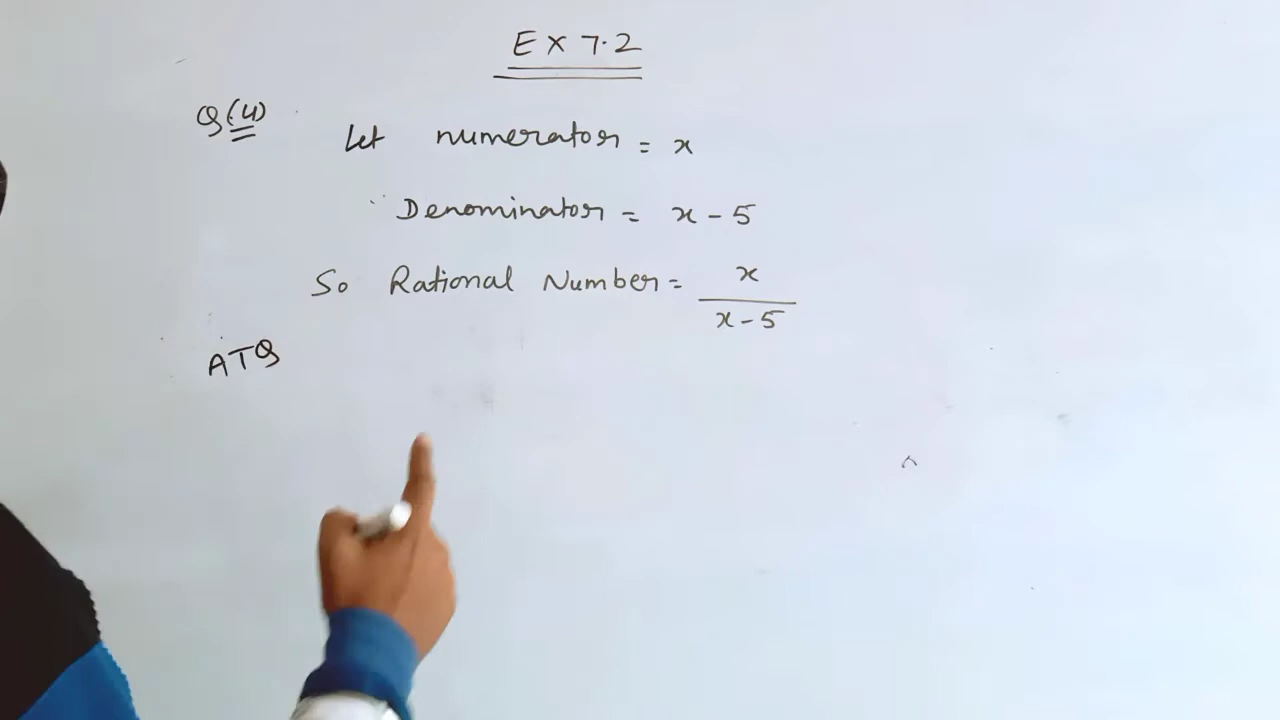 Ex 7.2
Q(4)
Let numerator = x
Denominator = x - 5
So Rational Number = x / x - 5
ATQ